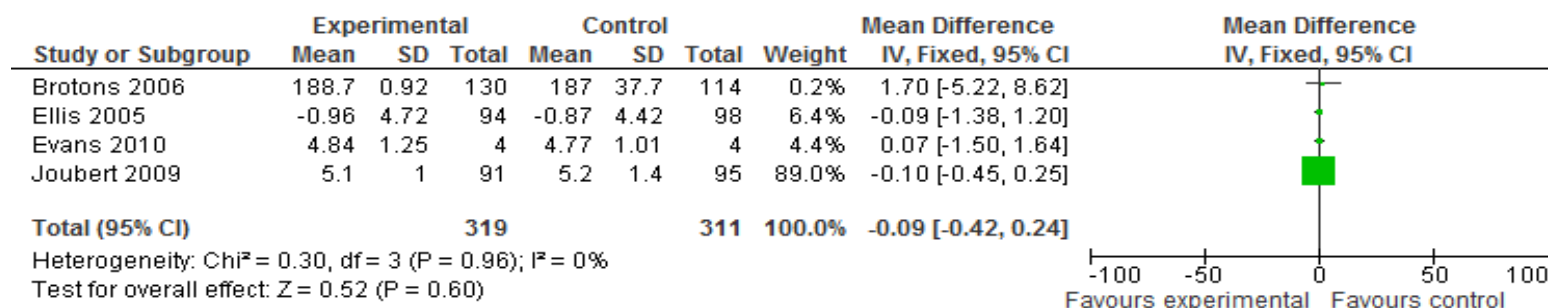 Experimental Control Mean Difference Mean Difference
Study or Subgroup Mean SD Total Mean SD Total Weight IV, Fixed, 95% CI IV, Fixed, 95% CI
Brotons 2006 188.7 0.92 130 187 37.7 114 0.2% 1.70 [-5.22, 8.62]
Ellis 2005 -0.96 4.72 94 -0.87 4.42 98 6.4% -0.09 [-1.38, 1.20]
Evans 2010 4.84 1.25 4 4.77 1.01 4 4.4% 0.07 [-1.50, 1.64]
Joubert 2009 5.1 1 91 5.2 1.4 95 89.0% -0.10 [-0.45, 0.25]
Total (95% CI) 319 311 100.0% -0.09 [-0.42, 0.24]
Heterogeneity: Chi² = 0.30, df = 3 (P = 0.96); I² = 0%
Test for overall effect: Z = 0.52 (P = 0.60)
-100 -50 0 50 100
Favours experimental Favours control